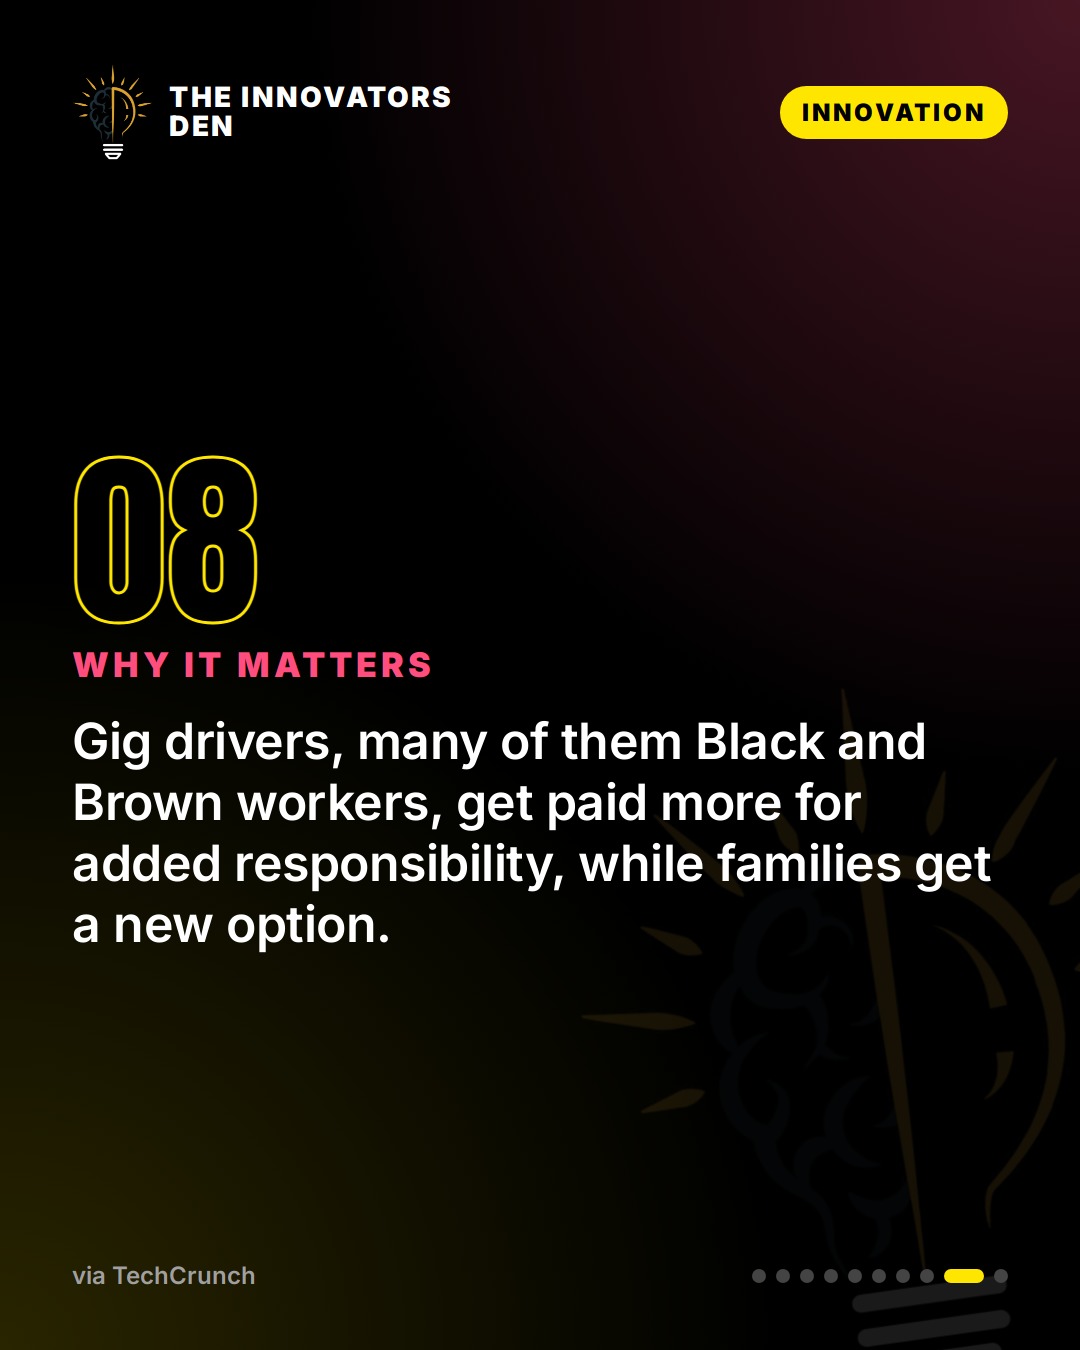 THE INNOVATORS
DEN
INNOVATION
08
WHY IT MATTERS
Gig drivers, many of them Black and
Brown workers, get paid more for
added responsibility, while families get
a new option.
via TechCrunch